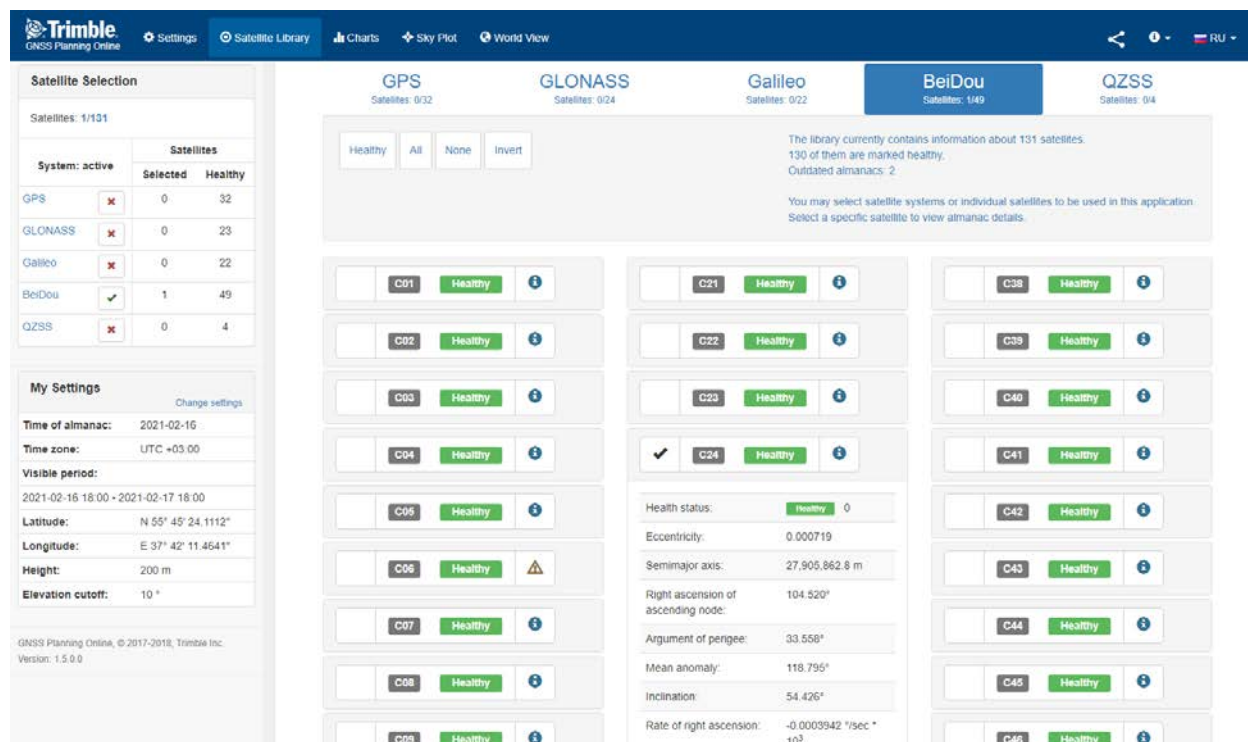 Trimble.
GNSS Planning Online
Settings
Satellite Library
Charts
Sky Plot
World View
RU
Satellite Selection
Satellites: 1/131
System: active
Satellites
Selected Healthy
GPS 0 32
GLONASS 0 23
Galileo 0 22
BeiDou 1 49
QZSS 0 4
My Settings
Change settings
Time of almanac: 2021-02-16
Time zone: UTC +03:00
Visible period:
2021-02-16 18:00 - 2021-02-17 18:00
Latitude: N 55° 45' 24.1112"
Longitude: E 37° 42' 11.4641"
Height: 200 m
Elevation cutoff: 10 °
GNSS Planning Online, © 2017-2018, Trimble Inc.
Version: 1.5.0.0
GPS
Satellites: 0/32
GLONASS
Satellites: 0/24
Galileo
Satellites: 0/22
BeiDou
Satellites: 1/49
QZSS
Satellites: 0/4
Healthy All None Invert
The library currently contains information about 131 satellites.
130 of them are marked healthy.
Outdated almanacs: 2
You may select satellite systems or individual satellites to be used in this application.
Select a specific satellite to view almanac details.
C01 Healthy
C02 Healthy
C03 Healthy
C04 Healthy
C05 Healthy
C06 Healthy
C07 Healthy
C08 Healthy
C09 Healthy
C21 Healthy
C22 Healthy
C23 Healthy
C24 Healthy
Health status: Healthy 0
Eccentricity: 0.000719
Semimajor axis: 27,905,862.8 m
Right ascension of
ascending node: 104.520°
Argument of perigee: 33.558°
Mean anomaly: 118.795°
Inclination: 54.426°
Rate of right ascension: -0.0003942 °/sec *
10³
C38 Healthy
C39 Healthy
C40 Healthy
C41 Healthy
C42 Healthy
C43 Healthy
C44 Healthy
C45 Healthy
C46 Healthy